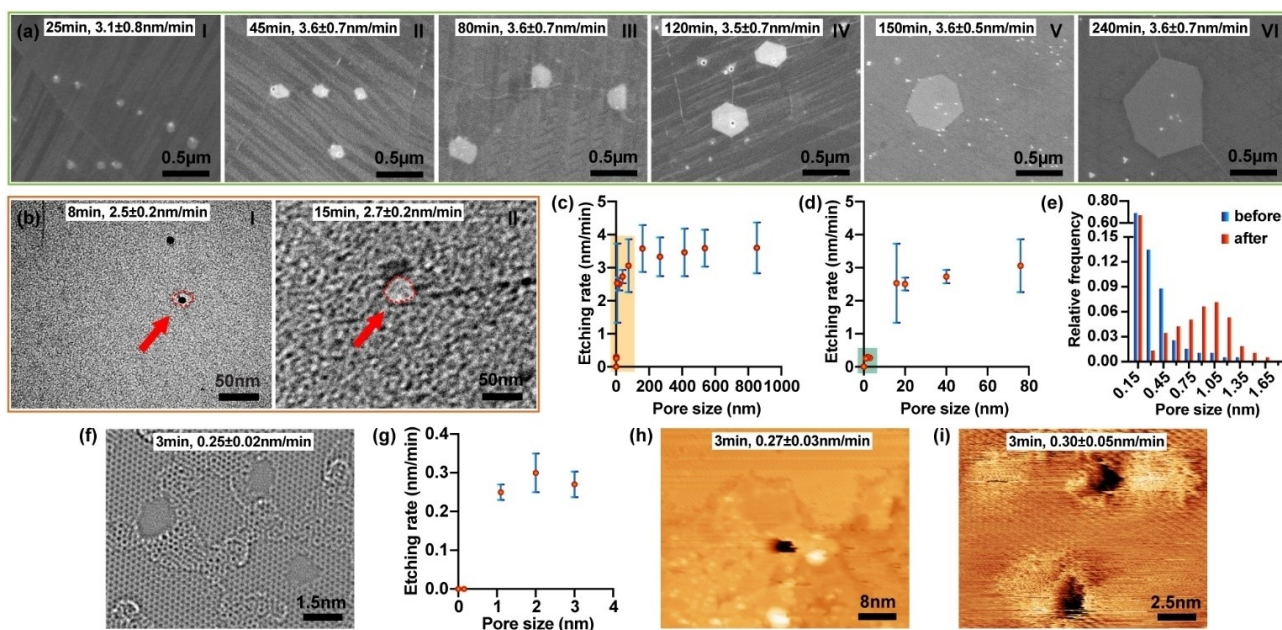 (a)
25min, 3.1±0.8nm/min
I
0.5μm
45min, 3.6±0.7nm/min
II
0.5μm
80min, 3.6±0.7nm/min
III
0.5μm
120min, 3.5±0.7nm/min
IV
0.5μm
150min, 3.6±0.5nm/min
V
0.5μm
240min, 3.6±0.7nm/min
VI
0.5μm
(b)
8min, 2.5±0.2nm/min
I
50nm
15min, 2.7±0.2nm/min
II
50nm
(c)
Etching rate (nm/min)
5
4
3
2
1
0
0 200 400 600 800 1000
Pore size (nm)
(d)
Etching rate (nm/min)
5
4
3
2
1
0
0 20 40 60 80
Pore size (nm)
(e)
Relative frequency
0.80
0.60
0.15
0.12
0.09
0.06
0.03
0.00
before
after
0.15 0.45 0.75 1.05 1.35 1.65
Pore size (nm)
(f)
3min, 0.25±0.02nm/min
1.5nm
(g)
Etching rate (nm/min)
0.4
0.3
0.2
0.1
0.0
0 1 2 3 4
Pore size (nm)
(h)
3min, 0.27±0.03nm/min
8nm
(i)
3min, 0.30±0.05nm/min
2.5nm